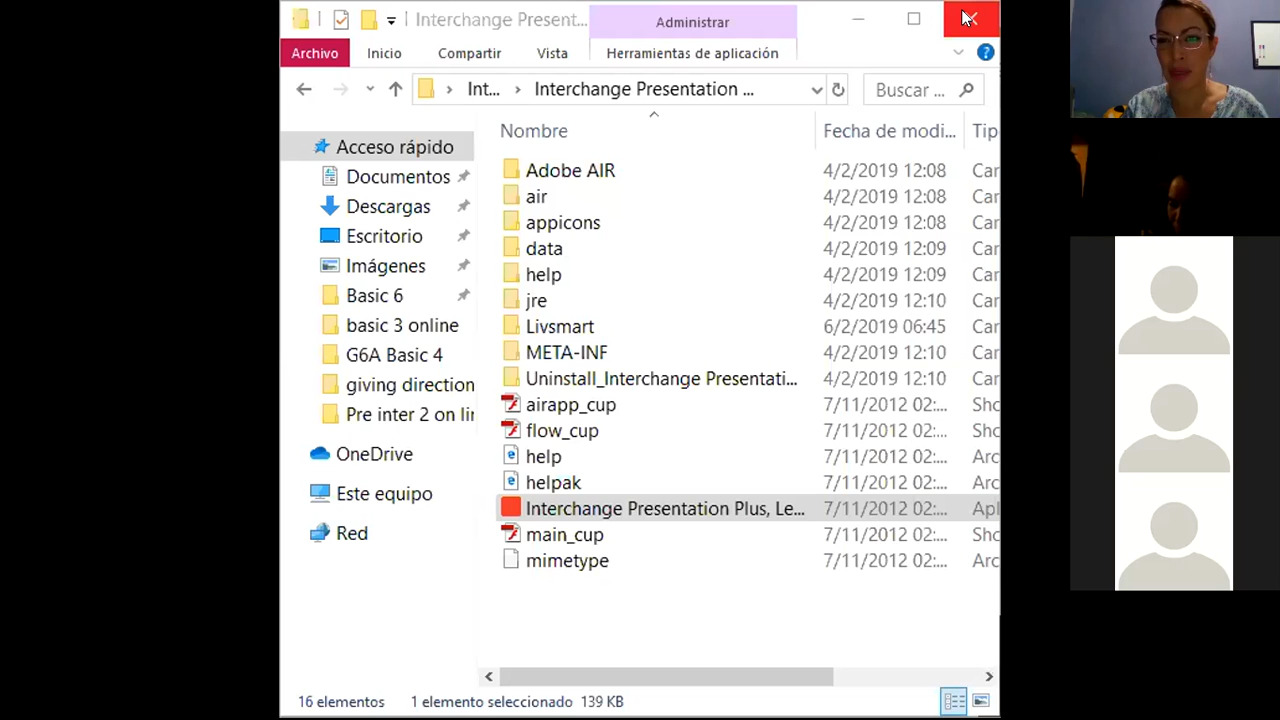 Interchange Present...
Administrar
Archivo
Inicio
Compartir
Vista
Herramientas de aplicación
Int... › Interchange Presentation ...
Buscar ...
Nombre
Fecha de modi...
Tip
Acceso rápido
Documentos
Descargas
Escritorio
Imágenes
Basic 6
basic 3 online
G6A Basic 4
giving direction
Pre inter 2 on lin
OneDrive
Este equipo
Red
Adobe AIR 4/2/2019 12:08 Car
air 4/2/2019 12:08 Car
appicons 4/2/2019 12:08 Car
data 4/2/2019 12:09 Car
help 4/2/2019 12:09 Car
jre 4/2/2019 12:10 Car
Livsmart 6/2/2019 06:45 Car
META-INF 4/2/2019 12:10 Car
Uninstall_Interchange Presentati... 4/2/2019 12:10 Car
airapp_cup 7/11/2012 02:... Sho
flow_cup 7/11/2012 02:... Sho
help 7/11/2012 02:... Arc
helpak 7/11/2012 02:... Arc
Interchange Presentation Plus, Le... 7/11/2012 02:... Apl
main_cup 7/11/2012 02:... Sho
mimetype 7/11/2012 02:... Arc
16 elementos
1 elemento seleccionado 139 KB